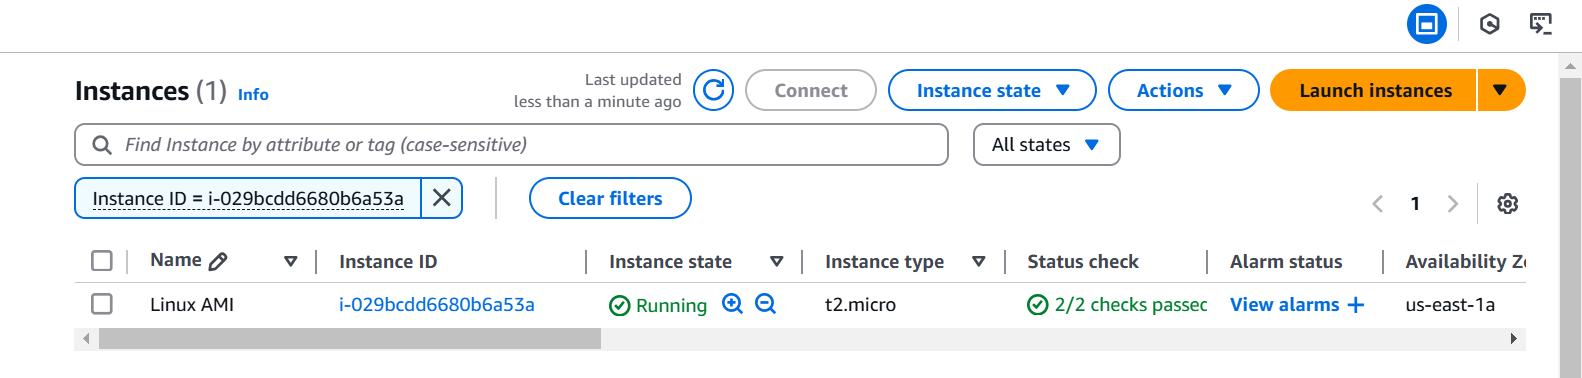 Instances (1) Info
Last updated
less than a minute ago
Connect
Instance state
Actions
Launch instances
Find Instance by attribute or tag (case-sensitive)
All states
Instance ID = i-029bcdd6680b6a53a
Clear filters
1
Name Instance ID Instance state Instance type Status check Alarm status Availability Zo
Linux AMI i-029bcdd6680b6a53a Running t2.micro 2/2 checks passec View alarms + us-east-1a